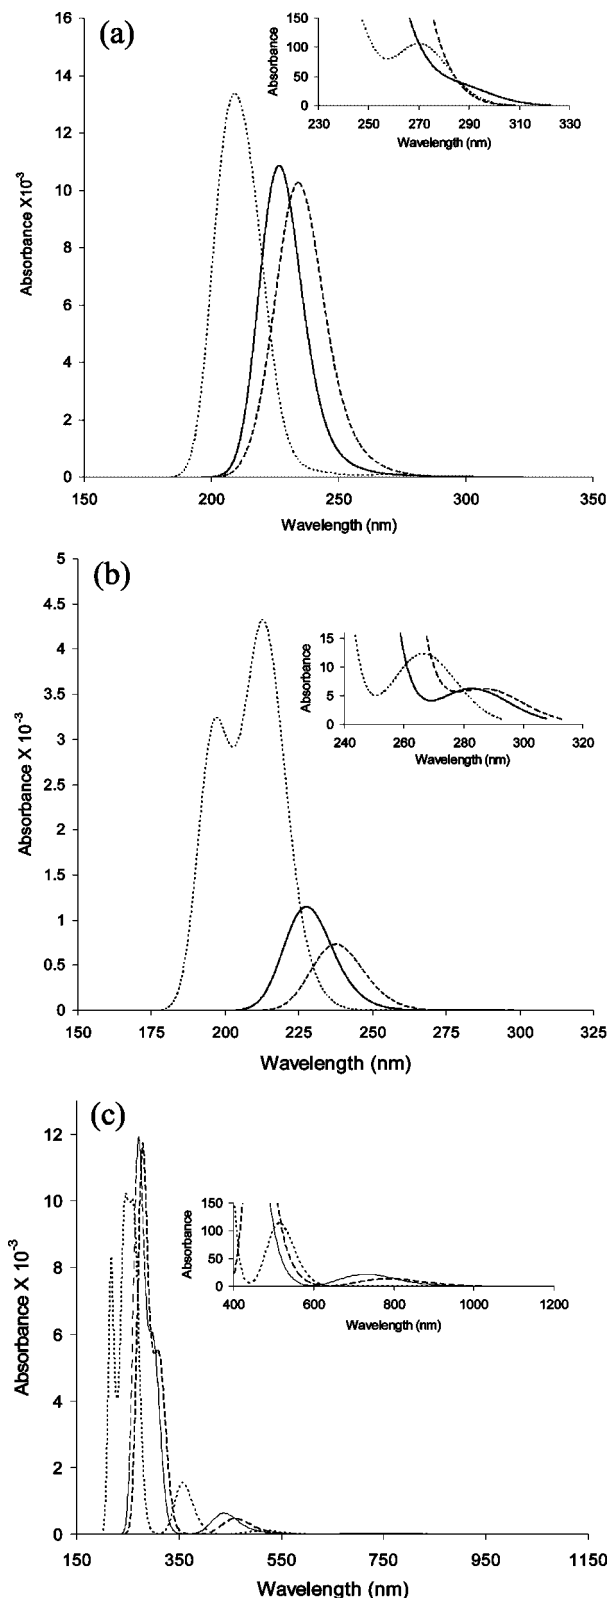 (a)
Absorbance X10⁻³
16
14
12
10
8
6
4
2
0
150 200 250 300 350
Wavelength (nm)
Absorbance
150
100
50
0
230 250 270 290 310 330
Wavelength (nm)
(b)
Absorbance X 10⁻³
5
4.5
4
3.5
3
2.5
2
1.5
1
0.5
0
150 175 200 225 250 275 300 325
Wavelength (nm)
Absorbance
15
10
5
0
240 260 280 300 320
Wavelength (nm)
(c)
Absorbance X 10⁻³
12
10
8
6
4
2
0
150 350 550 750 950 1150
Wavelength (nm)
Absorbance
150
100
50
0
400 600 800 1000 1200
Wavelength (nm)